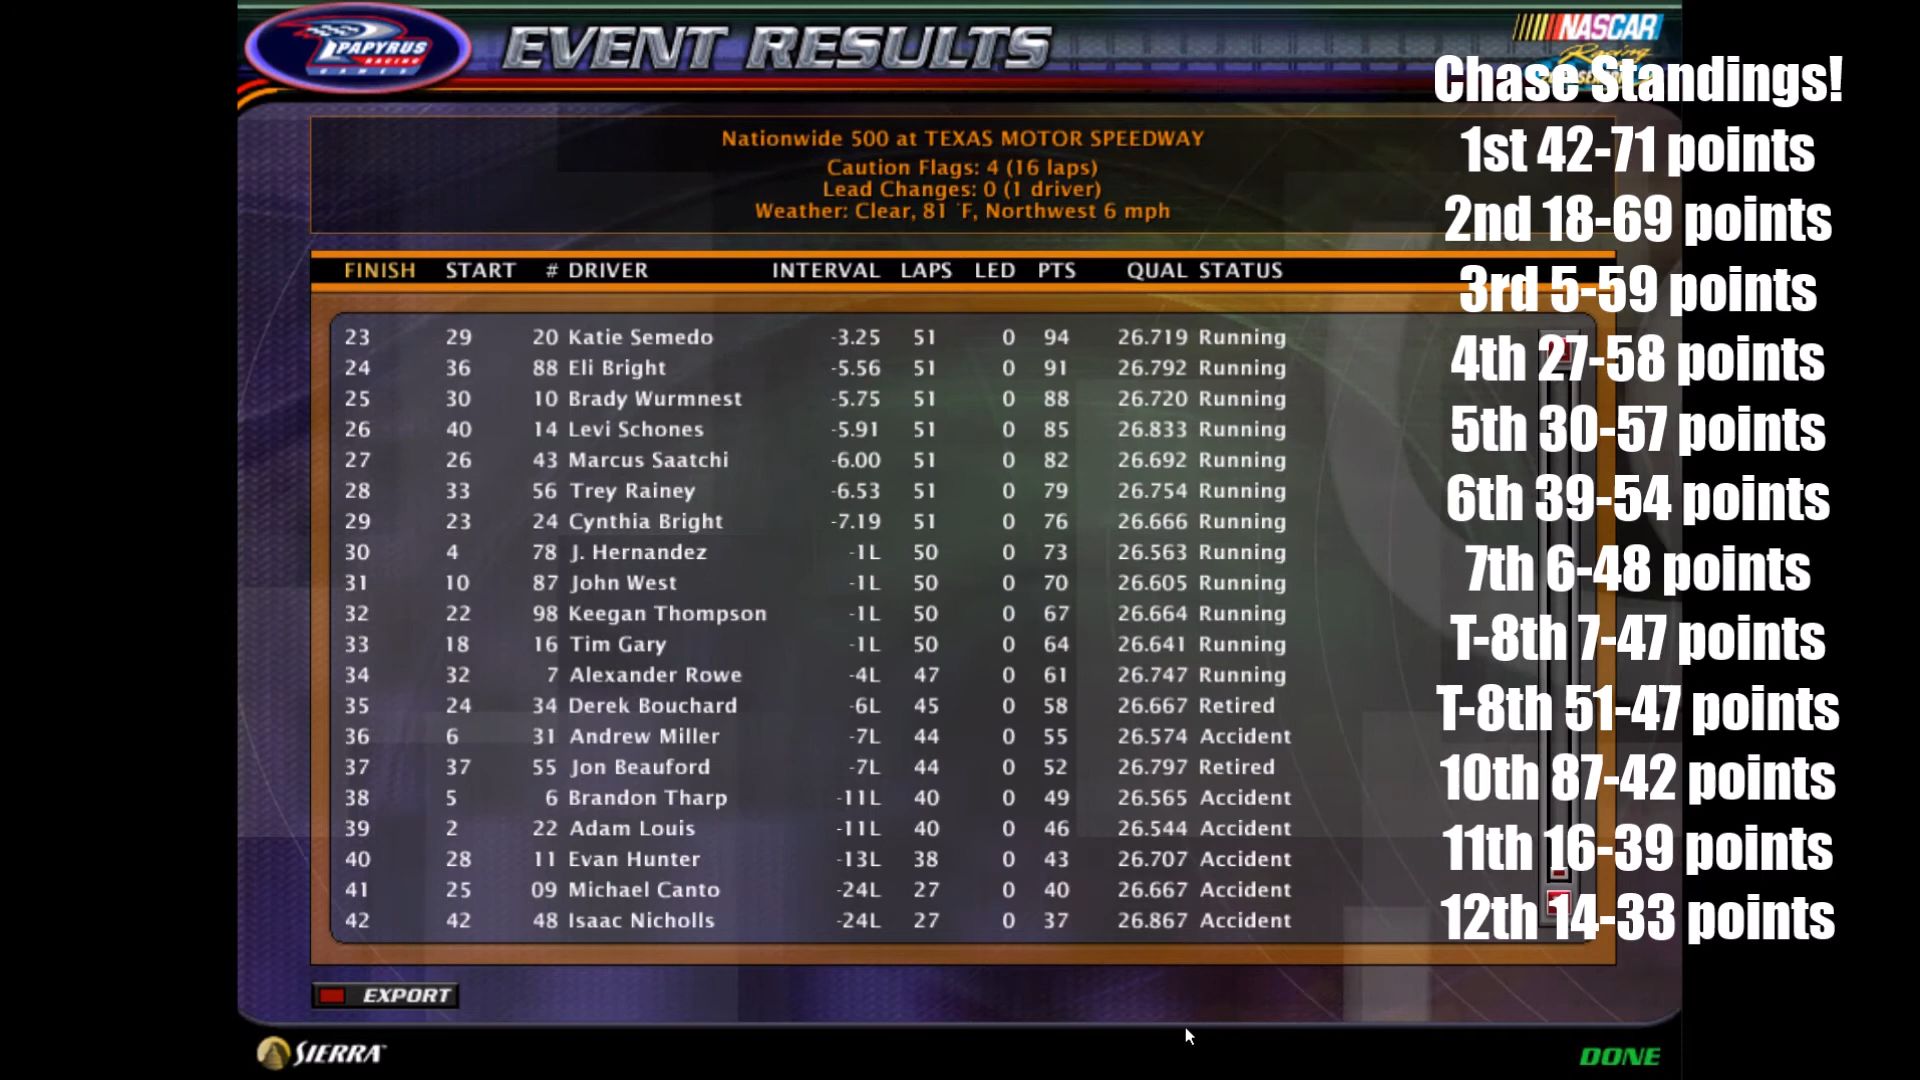 PAPYRUS
RACING
GAMES
EVENT RESULTS
NASCAR
Racing
Chase Standings!
1st 42-71 points
2nd 18-69 points
3rd 5-59 points
4th 27-58 points
5th 30-57 points
6th 39-54 points
7th 6-48 points
T-8th 7-47 points
T-8th 51-47 points
10th 87-42 points
11th 16-39 points
12th 14-33 points
Nationwide 500 at TEXAS MOTOR SPEEDWAY
Caution Flags: 4 (16 laps)
Lead Changes: 0 (1 driver)
Weather: Clear, 81 °F, Northwest 6 mph
FINISH START # DRIVER INTERVAL LAPS LED PTS QUAL STATUS
23 29 20 Katie Semedo -3.25 51 0 94 26.719 Running
24 36 88 Eli Bright -5.56 51 0 91 26.792 Running
25 30 10 Brady Wurmnest -5.75 51 0 88 26.720 Running
26 40 14 Levi Schones -5.91 51 0 85 26.833 Running
27 26 43 Marcus Saatchi -6.00 51 0 82 26.692 Running
28 33 56 Trey Rainey -6.53 51 0 79 26.754 Running
29 23 24 Cynthia Bright -7.19 51 0 76 26.666 Running
30 4 78 J. Hernandez -1L 50 0 73 26.563 Running
31 10 87 John West -1L 50 0 70 26.605 Running
32 22 98 Keegan Thompson -1L 50 0 67 26.664 Running
33 18 16 Tim Gary -1L 50 0 64 26.641 Running
34 32 7 Alexander Rowe -4L 47 0 61 26.747 Running
35 24 34 Derek Bouchard -6L 45 0 58 26.667 Retired
36 6 31 Andrew Miller -7L 44 0 55 26.574 Accident
37 37 55 Jon Beauford -7L 44 0 52 26.797 Retired
38 5 6 Brandon Tharp -11L 40 0 49 26.565 Accident
39 2 22 Adam Louis -11L 40 0 46 26.544 Accident
40 28 11 Evan Hunter -13L 38 0 43 26.707 Accident
41 25 09 Michael Canto -24L 27 0 40 26.667 Accident
42 42 48 Isaac Nicholls -24L 27 0 37 26.867 Accident
EXPORT
SIERRA
DONE